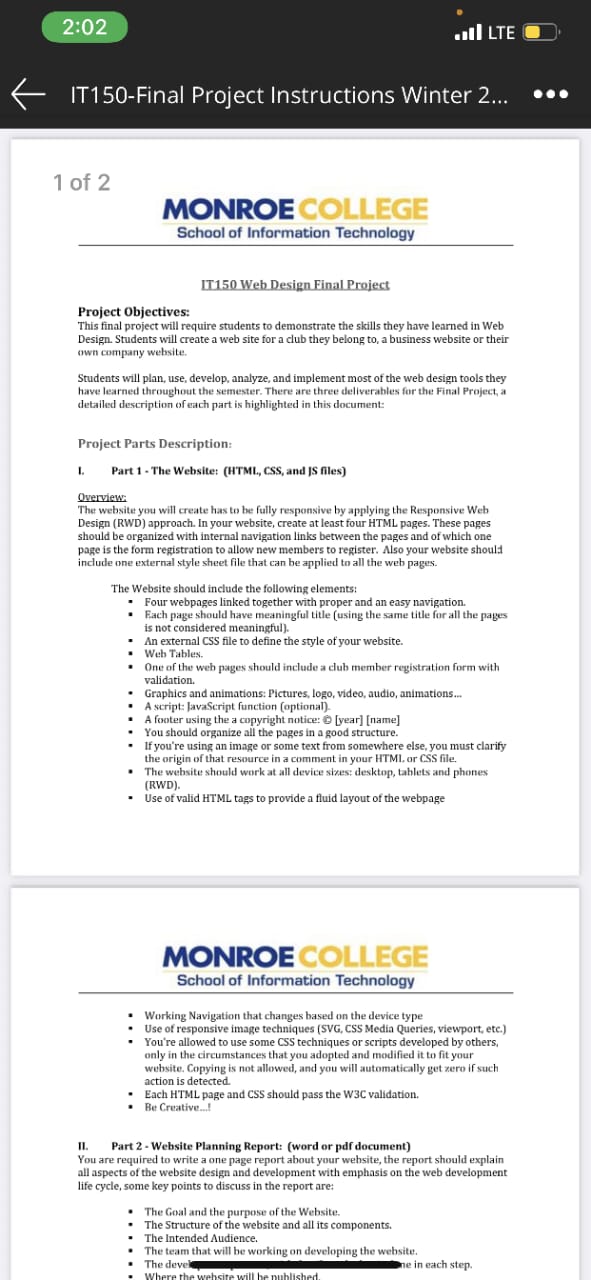 2:02
LTE
IT150-Final Project Instructions Winter 2...
1 of 2
MONROE COLLEGE
School of Information Technology
IT150 Web Design Final Project
Project Objectives:
This final project will require students to demonstrate the skills they have learned in Web
Design. Students will create a web site for a club they belong to, a business website or their
own company website.
Students will plan, use, develop, analyze, and implement most of the web design tools they
have learned throughout the semester. There are three deliverables for the Final Project, a
detailed description of each part is highlighted in this document:
Project Parts Description:
I. Part 1 - The Website: (HTML, CSS, and JS files)
Overview:
The website you will create has to be fully responsive by applying the Responsive Web
Design (RWD) approach. In your website, create at least four HTML pages. These pages
should be organized with internal navigation links between the pages and of which one
page is the form registration to allow new members to register. Also your website should
include one external style sheet file that can be applied to all the web pages.
The Website should include the following elements:
▪ Four webpages linked together with proper and an easy navigation.
▪ Each page should have meaningful title (using the same title for all the pages
is not considered meaningful).
▪ An external CSS file to define the style of your website.
▪ Web Tables.
▪ One of the web pages should include a club member registration form with
validation.
▪ Graphics and animations: Pictures, logo, video, audio, animations...
▪ A script: JavaScript function (optional).
▪ A footer using the a copyright notice: © [year] [name]
▪ You should organize all the pages in a good structure.
▪ If you're using an image or some text from somewhere else, you must clarify
the origin of that resource in a comment in your HTML or CSS file.
▪ The website should work at all device sizes: desktop, tablets and phones
(RWD).
▪ Use of valid HTML tags to provide a fluid layout of the webpage
MONROE COLLEGE
School of Information Technology
▪ Working Navigation that changes based on the device type
▪ Use of responsive image techniques (SVG, CSS Media Queries, viewport, etc.)
▪ You're allowed to use some CSS techniques or scripts developed by others,
only in the circumstances that you adopted and modified it to fit your
website. Copying is not allowed, and you will automatically get zero if such
action is detected.
▪ Each HTML page and CSS should pass the W3C validation.
▪ Be Creative...!
II. Part 2 - Website Planning Report: (word or pdf document)
You are required to write a one page report about your website, the report should explain
all aspects of the website design and development with emphasis on the web development
life cycle, some key points to discuss in the report are:
▪ The Goal and the purpose of the Website.
▪ The Structure of the website and all its components.
▪ The Intended Audience.
▪ The team that will be working on developing the website.
▪ The in each step.
▪ Where the website will be published.